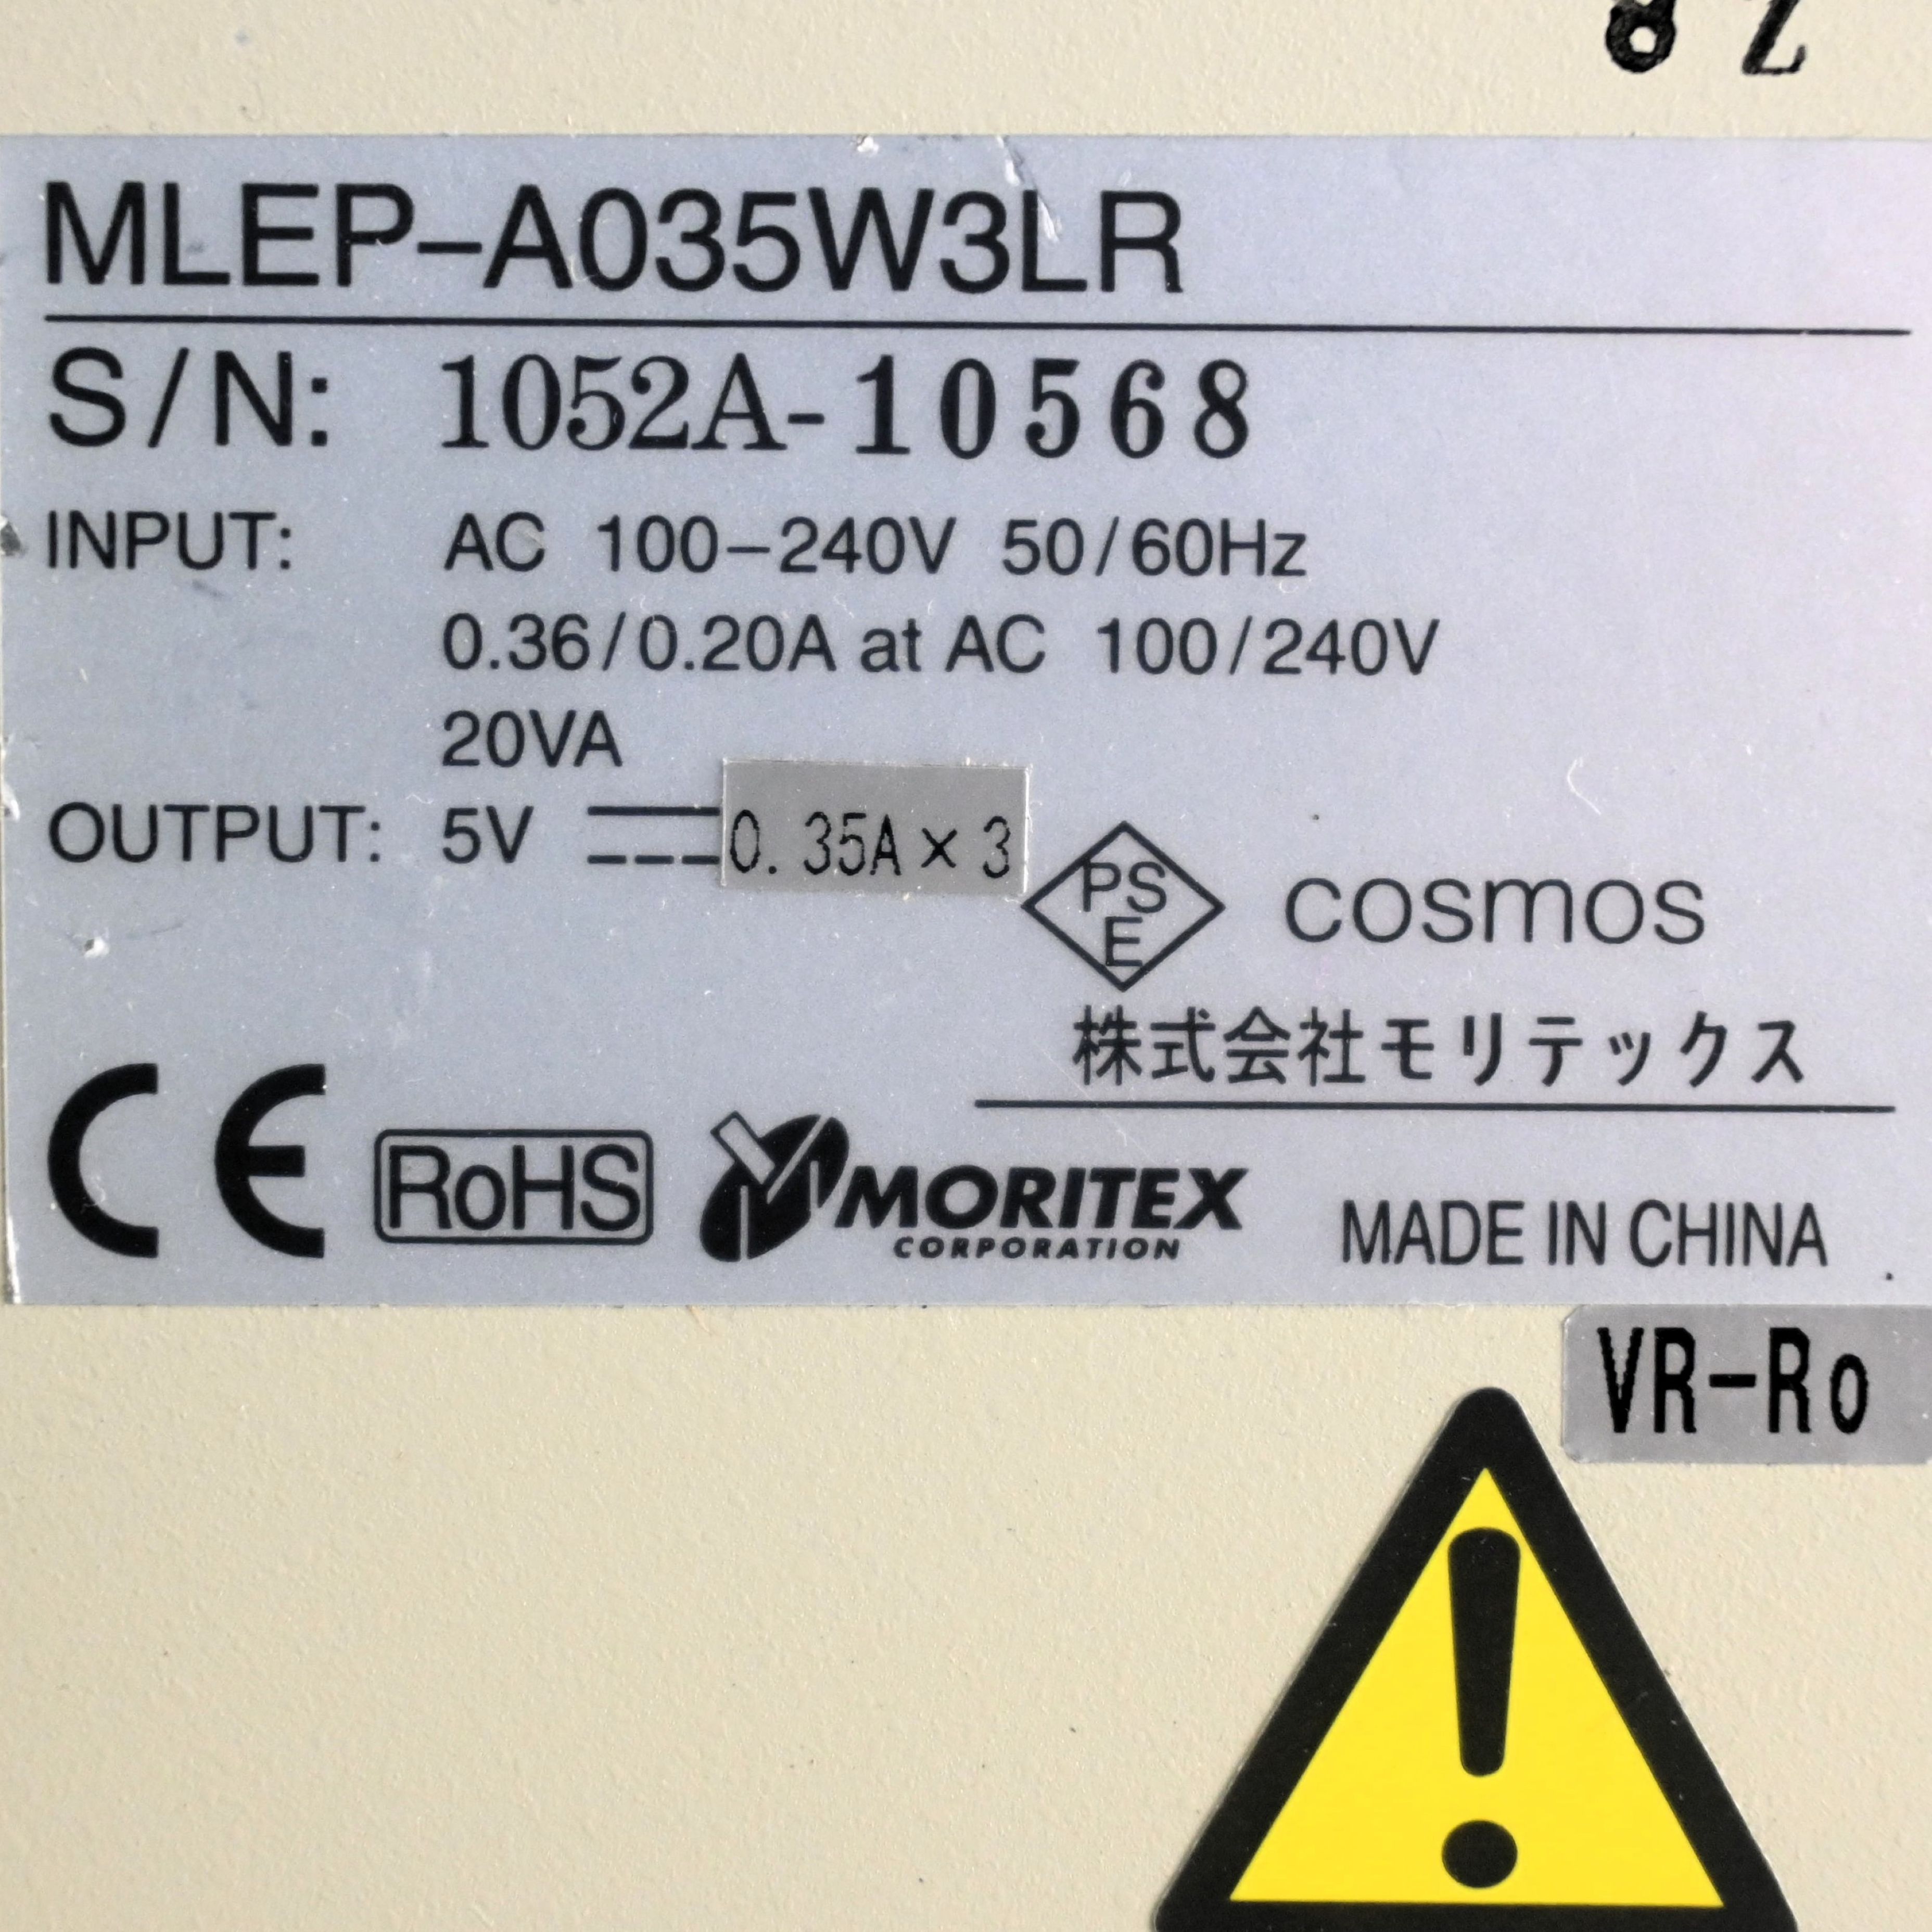 MLEP-A035W3LR
S/N: 1052A-10568
INPUT: AC 100-240V 50/60Hz
0.36/0.20A at AC 100/240V
20VA
OUTPUT: 5V 0.35A×3
PS
E
cosmos
株式会社モリテックス
CE RoHS MORITEX
CORPORATION
MADE IN CHINA
VR-Ro